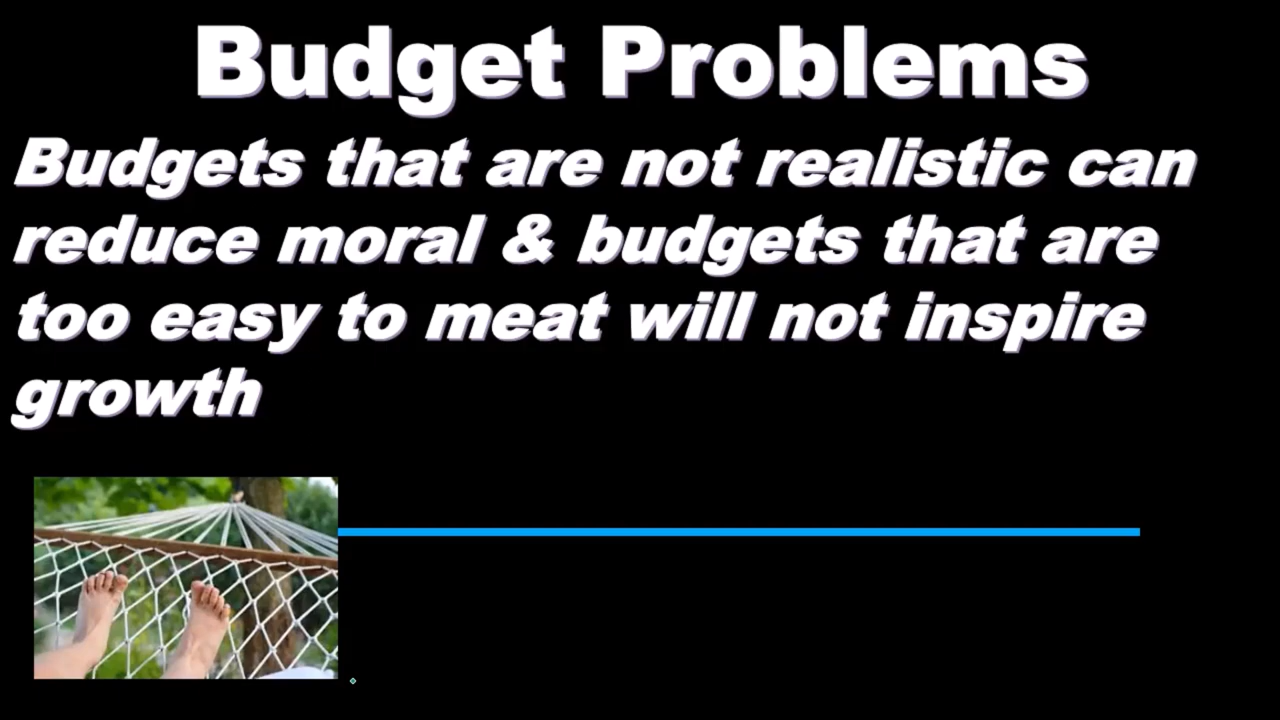 Budget Problems
Budgets that are not realistic can
reduce moral & budgets that are
too easy to meat will not inspire
growth